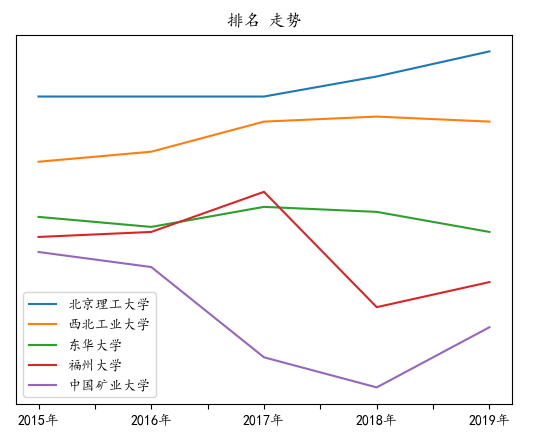 排名 走势
北京理工大学
西北工业大学
东华大学
福州大学
中国矿业大学
2015年 2016年 2017年 2018年 2019年